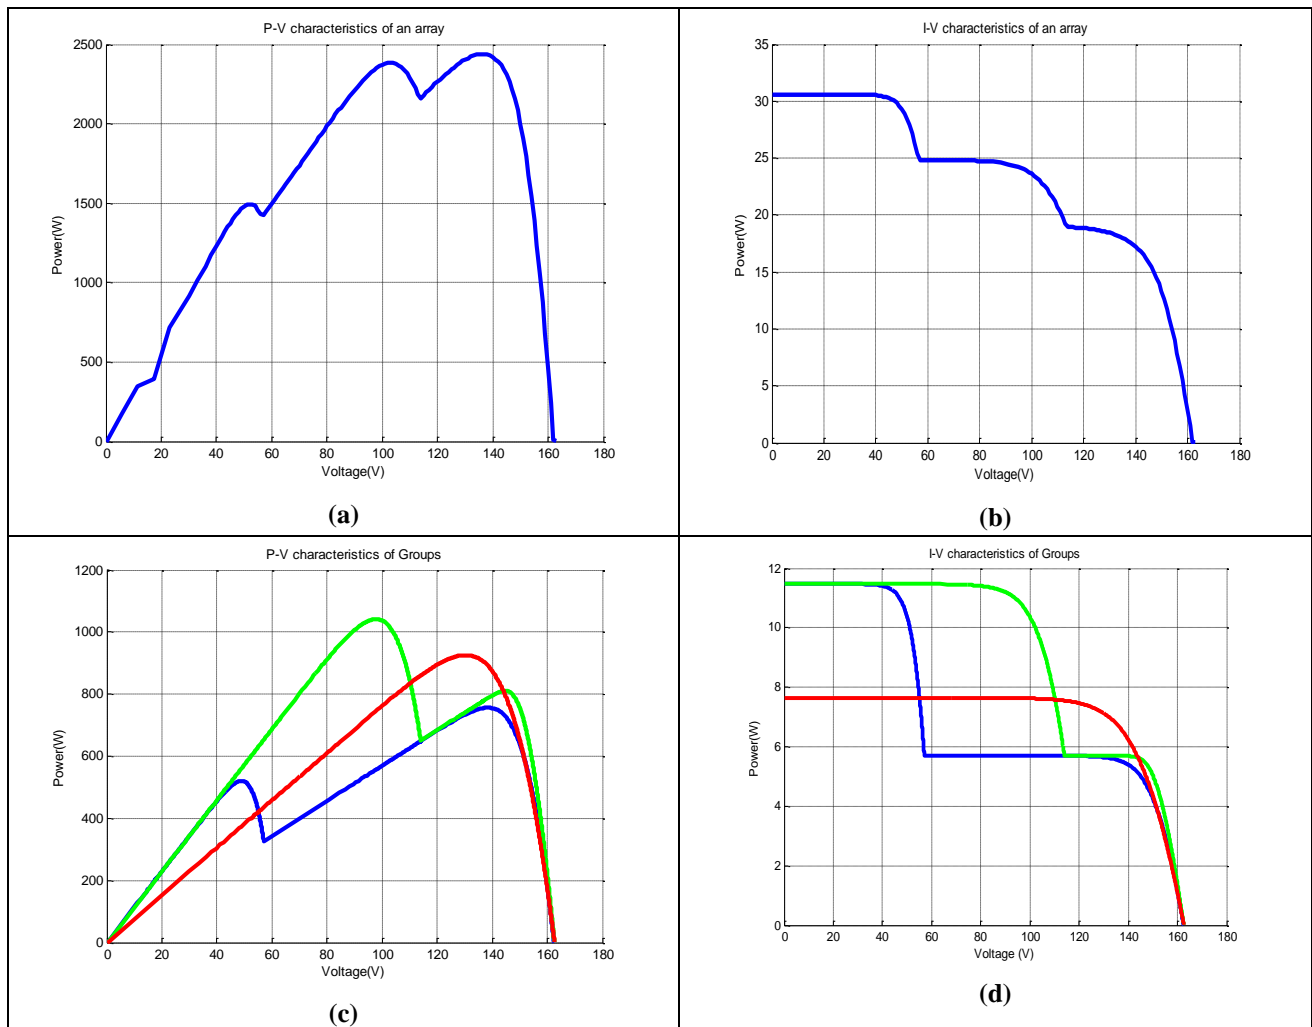 P-V characteristics of an array
Power(W)
2500
2000
1500
1000
500
0
0 20 40 60 80 100 120 140 160 180
Voltage(V)
(a)
I-V characteristics of an array
Power(W)
35
30
25
20
15
10
5
0
0 20 40 60 80 100 120 140 160 180
Voltage(V)
(b)
P-V characteristics of Groups
Power(W)
1200
1000
800
600
400
200
0
0 20 40 60 80 100 120 140 160 180
Voltage(V)
(c)
I-V characteristics of Groups
Power(W)
12
10
8
6
4
2
0
0 20 40 60 80 100 120 140 160 180
Voltage (V)
(d)